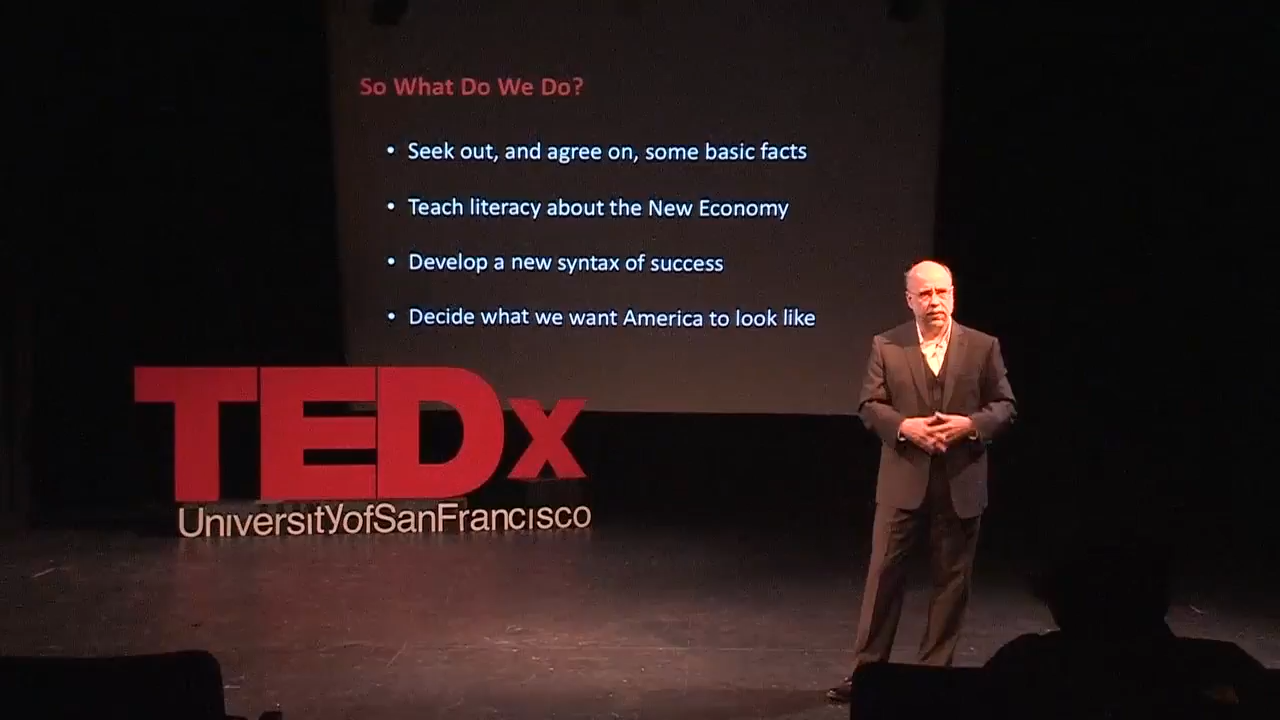 So What Do We Do?
• Seek out, and agree on, some basic facts
• Teach literacy about the New Economy
• Develop a new syntax of success
• Decide what we want America to look like
TEDx
UniversityofSanFrancisco